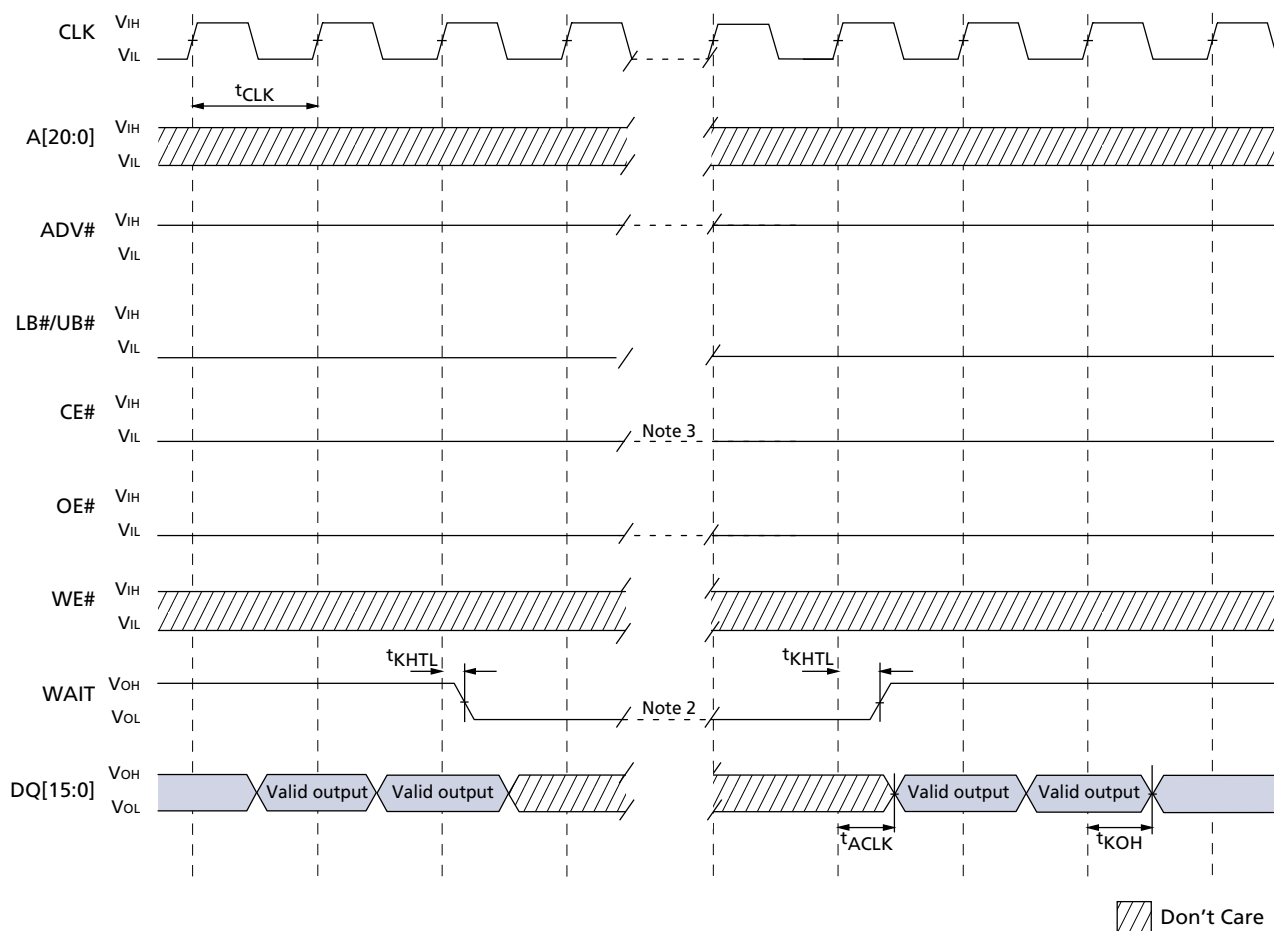 CLK
VIH
VIL
tCLK
A[20:0]
VIH
VIL
ADV#
VIH
VIL
LB#/UB#
VIH
VIL
CE#
VIH
VIL
Note 3
OE#
VIH
VIL
WE#
VIH
VIL
tKHTL
tKHTL
WAIT
VOH
VOL
Note 2
DQ[15:0]
VOH
VOL
Valid output
Valid output
Valid output
Valid output
tACLK
tKOH
Don't Care